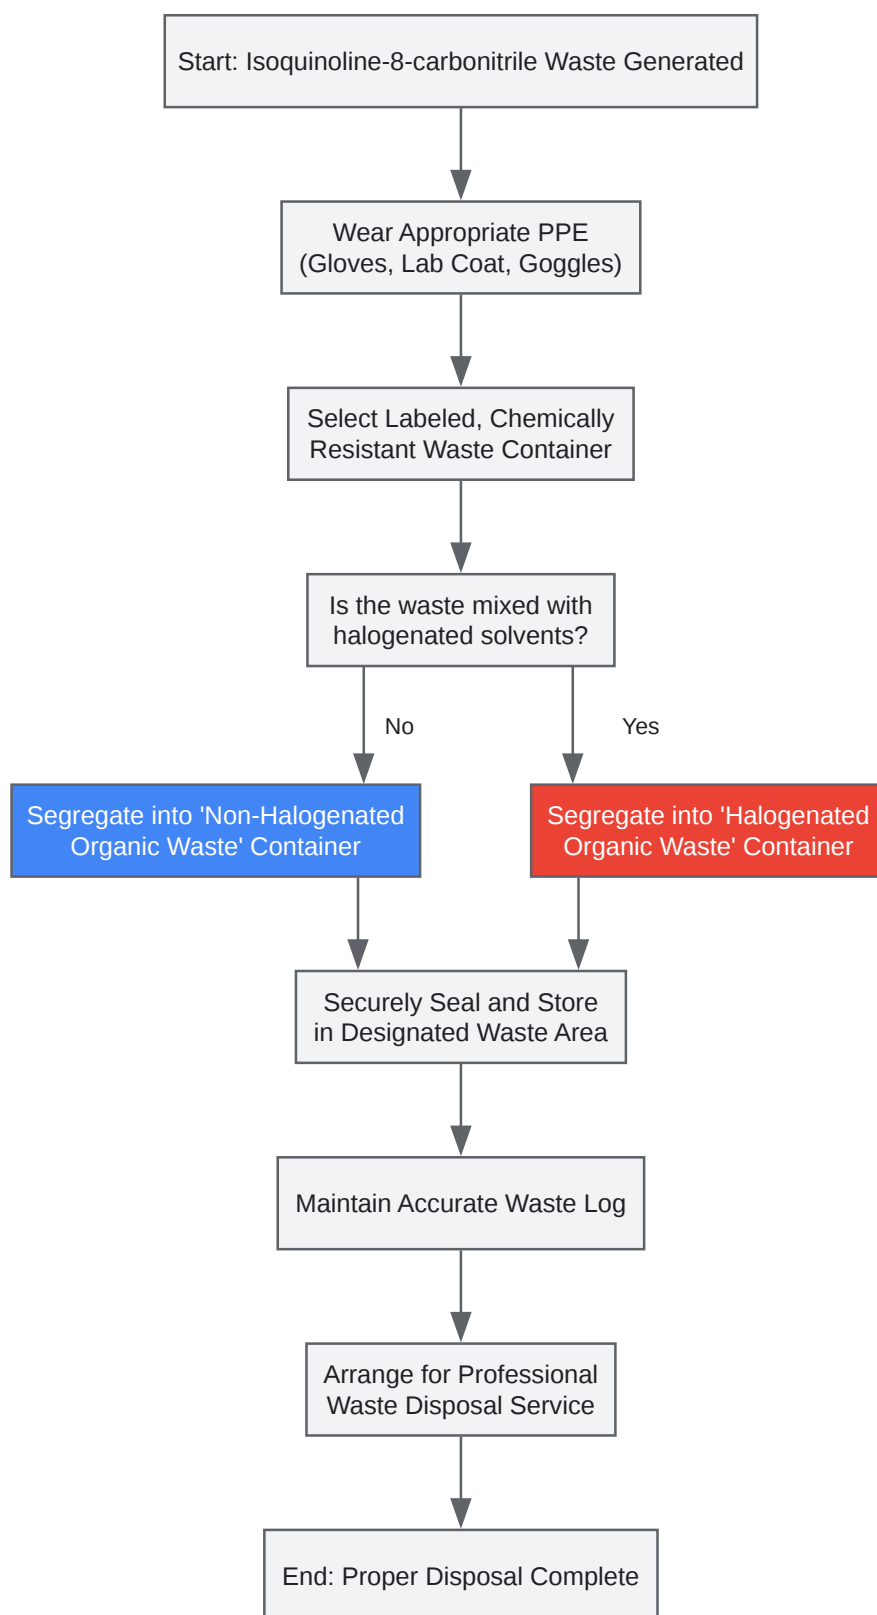 Start: Isoquinoline-8-carbonitrile Waste Generated
Wear Appropriate PPE
(Gloves, Lab Coat, Goggles)
Select Labeled, Chemically
Resistant Waste Container
Is the waste mixed with
halogenated solvents?
No
Yes
Segregate into 'Non-Halogenated
Organic Waste' Container
Segregate into 'Halogenated
Organic Waste' Container
Securely Seal and Store
in Designated Waste Area
Maintain Accurate Waste Log
Arrange for Professional
Waste Disposal Service
End: Proper Disposal Complete